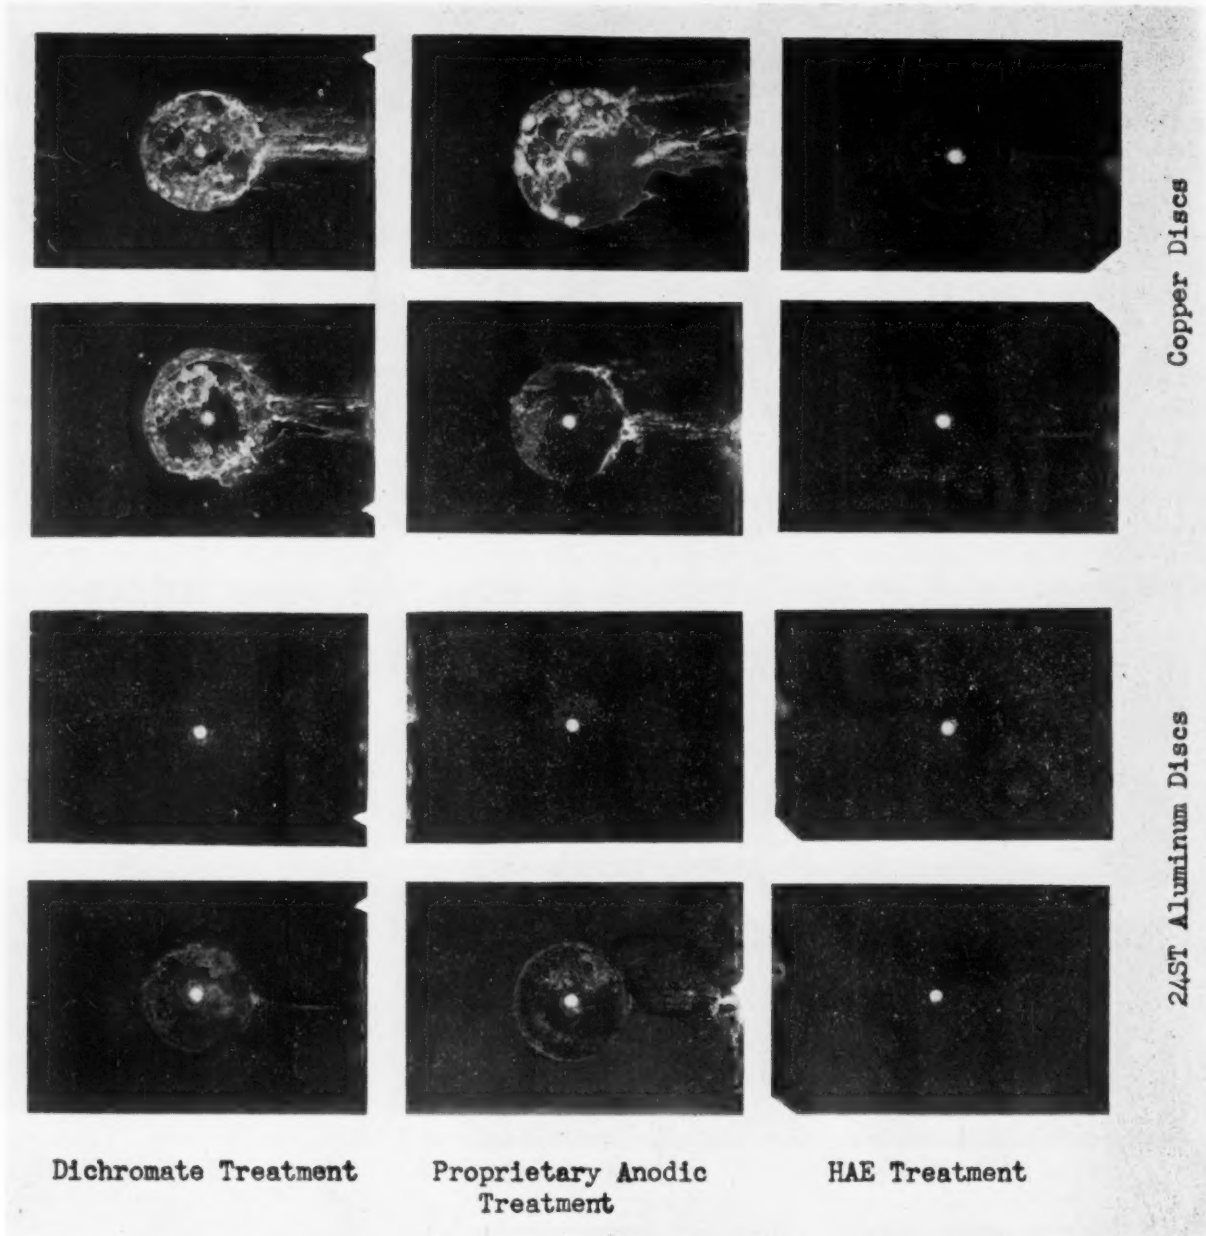 Copper Discs
24ST Aluminum Discs
Dichromate Treatment
Proprietary Anodic
Treatment
HAE Treatment